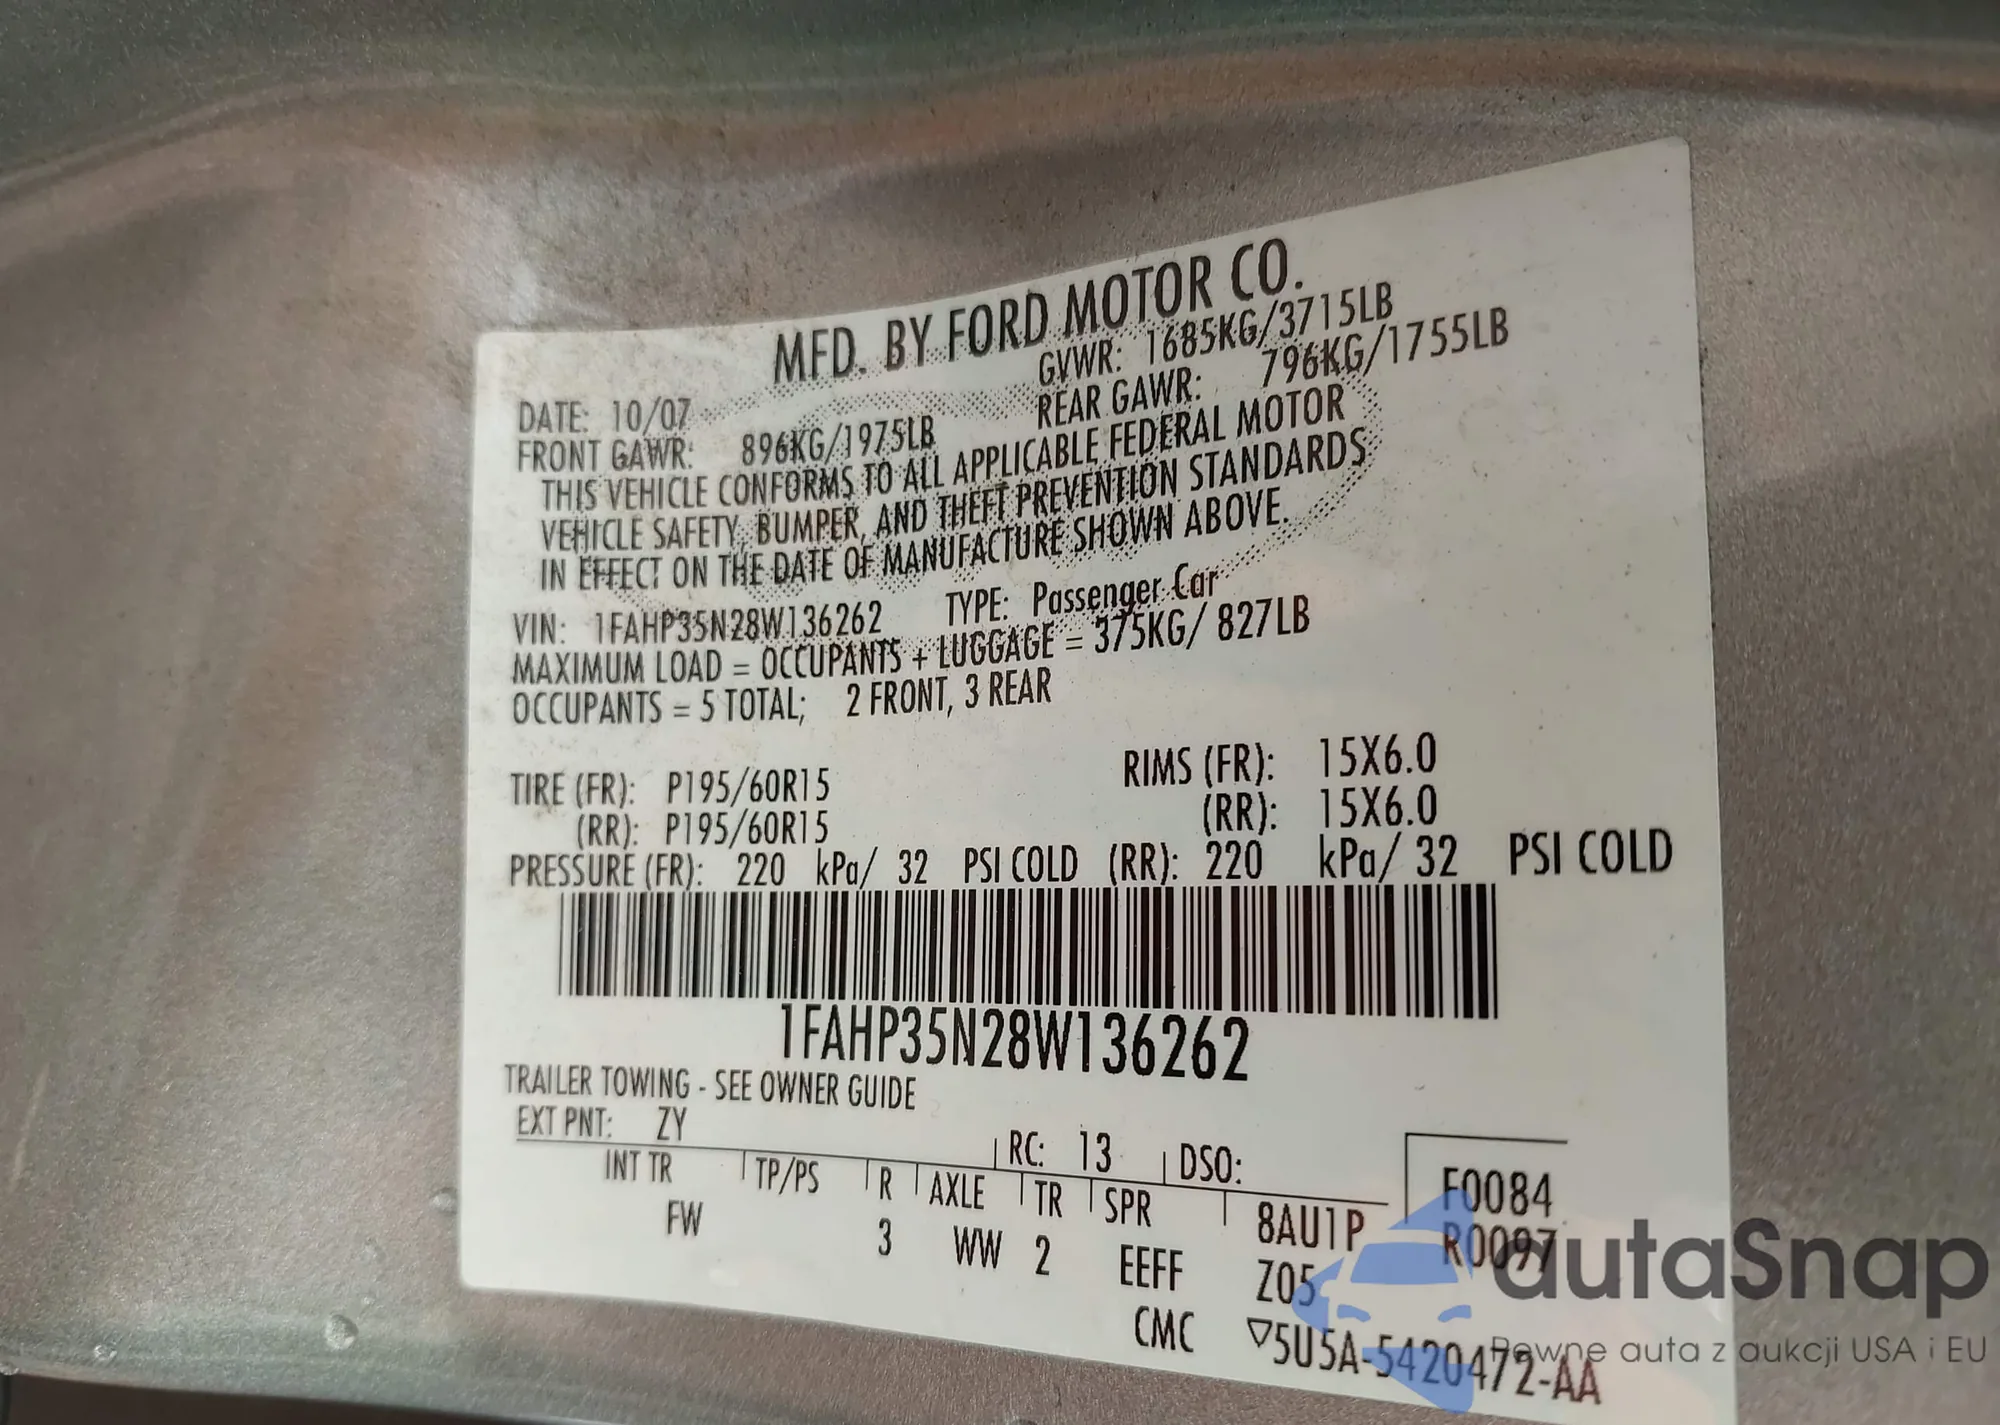 MFD. BY FORD MOTOR CO.
DATE: 10/07 GVWR: 1685KG/3715LB
FRONT GAWR: 896KG/1975LB REAR GAWR: 796KG/1755LB
THIS VEHICLE CONFORMS TO ALL APPLICABLE FEDERAL MOTOR
VEHICLE SAFETY, BUMPER, AND THEFT PREVENTION STANDARDS
IN EFFECT ON THE DATE OF MANUFACTURE SHOWN ABOVE.
VIN: 1FAHP35N28W136262 TYPE: Passenger Car
MAXIMUM LOAD = OCCUPANTS + LUGGAGE = 375KG/ 827LB
OCCUPANTS = 5 TOTAL; 2 FRONT, 3 REAR
TIRE (FR): P195/60R15 RIMS (FR): 15X6.0
(RR): P195/60R15 (RR): 15X6.0
PRESSURE (FR): 220 kPa/ 32 PSI COLD (RR): 220 kPa/ 32 PSI COLD
1FAHP35N28W136262
TRAILER TOWING - SEE OWNER GUIDE
EXT PNT: ZY RC: 13 DSO: F0084
INT TR TP/PS R AXLE TR SPR 8AU1P R0097
FW 3 WW 2 EEFF Z05
CMC ▽5U5A-5420472-AA
autaSnap
Pewne auta z aukcji USA i EU